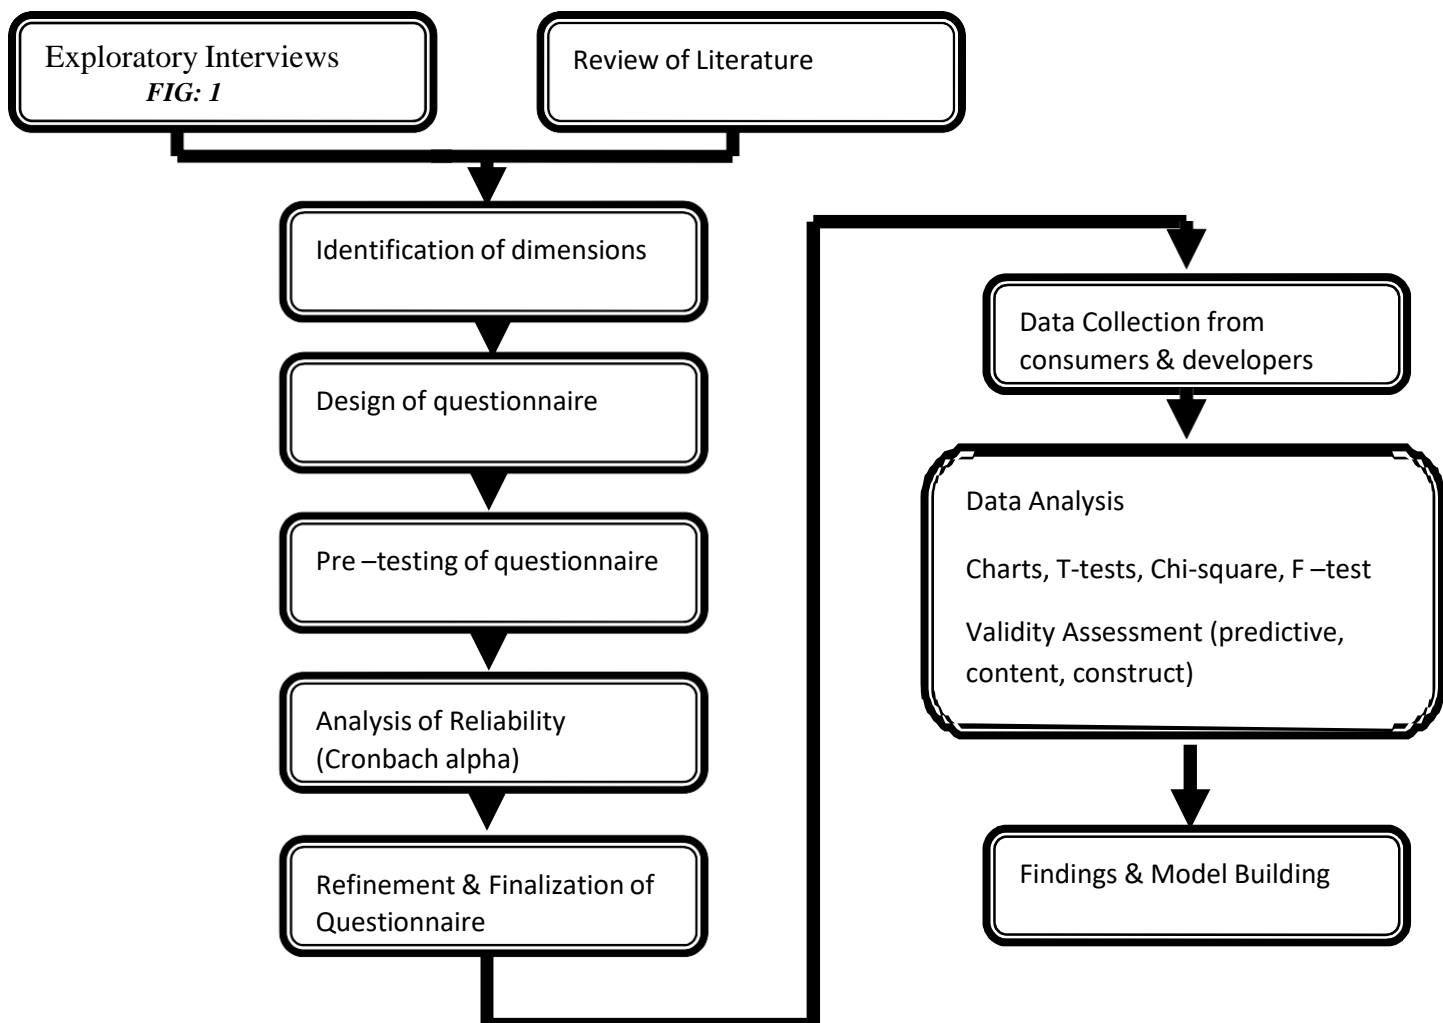 Exploratory Interviews
FIG: 1
Review of Literature
Identification of dimensions
Design of questionnaire
Pre –testing of questionnaire
Analysis of Reliability
(Cronbach alpha)
Refinement & Finalization of
Questionnaire
Data Collection from
consumers & developers
Data Analysis
Charts, T-tests, Chi-square, F –test
Validity Assessment (predictive,
content, construct)
Findings & Model Building